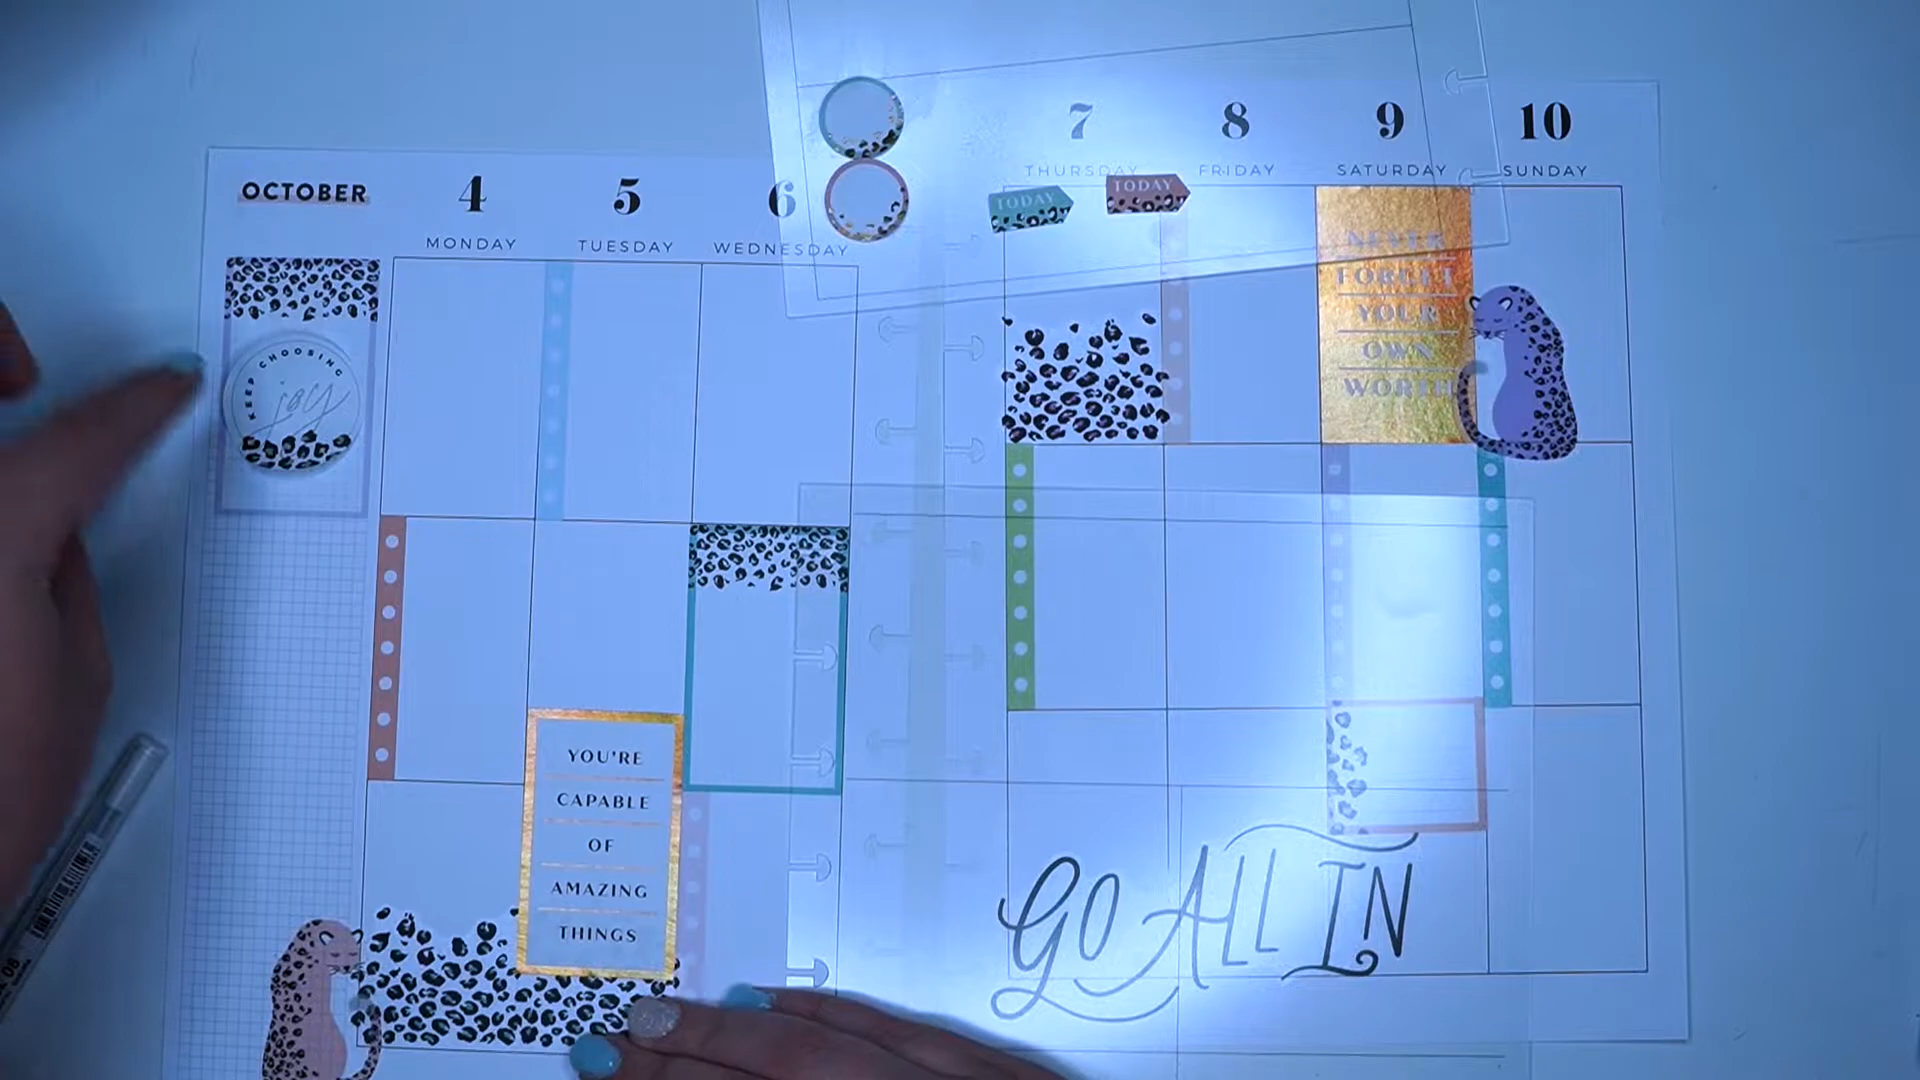 OCTOBER
4
MONDAY
5
TUESDAY
6
WEDNESDAY
7
THURSDAY
8
FRIDAY
9
SATURDAY
10
SUNDAY
TODAY
TODAY
KEEP CHOOSING
joy
NEVER
FORGET
YOUR
OWN
WORTH
YOU'RE
CAPABLE
OF
AMAZING
THINGS
GO ALL IN
08